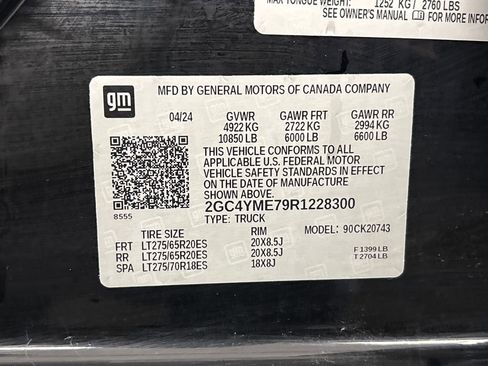 MAX TONGUE WEIGHT: 1252 KG / 2760 LBS
SEE OWNER'S MANUAL FOR MORE INFOR
gm
MFD BY GENERAL MOTORS OF CANADA COMPANY
04/24 GVWR GAWR FRT GAWR RR
4922 KG 2722 KG 2994 KG
10850 LB 6000 LB 6600 LB
THIS VEHICLE CONFORMS TO ALL
APPLICABLE U.S. FEDERAL MOTOR
VEHICLE SAFETY STANDARDS IN EFFECT
ON THE DATE OF MANUFACTURE
SHOWN ABOVE.
2GC4YME79R1228300
8555 TYPE: TRUCK
TIRE SIZE RIM MODEL: 90CK20743
FRT LT275/65R20ES 20X8.5J F 1399 LB
RR LT275/65R20ES 20X8.5J T 2704 LB
SPA LT275/70R18ES 18X8J